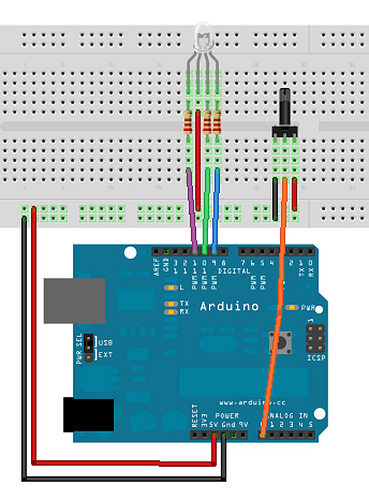 AREF
GND
13
12
11
10
9
8
7
6
5
4
3
2
1
0
PWM
PWM
PWM
DIGITAL
PWM
PWM
TX
RX
L
TX
RX
Arduino
PWR
PWR SEL
USB
EXT
ICSP
www.arduino.cc
RESET
3V3
5V
Gnd
9V
POWER
ANALOG IN
1 2 3 4 5